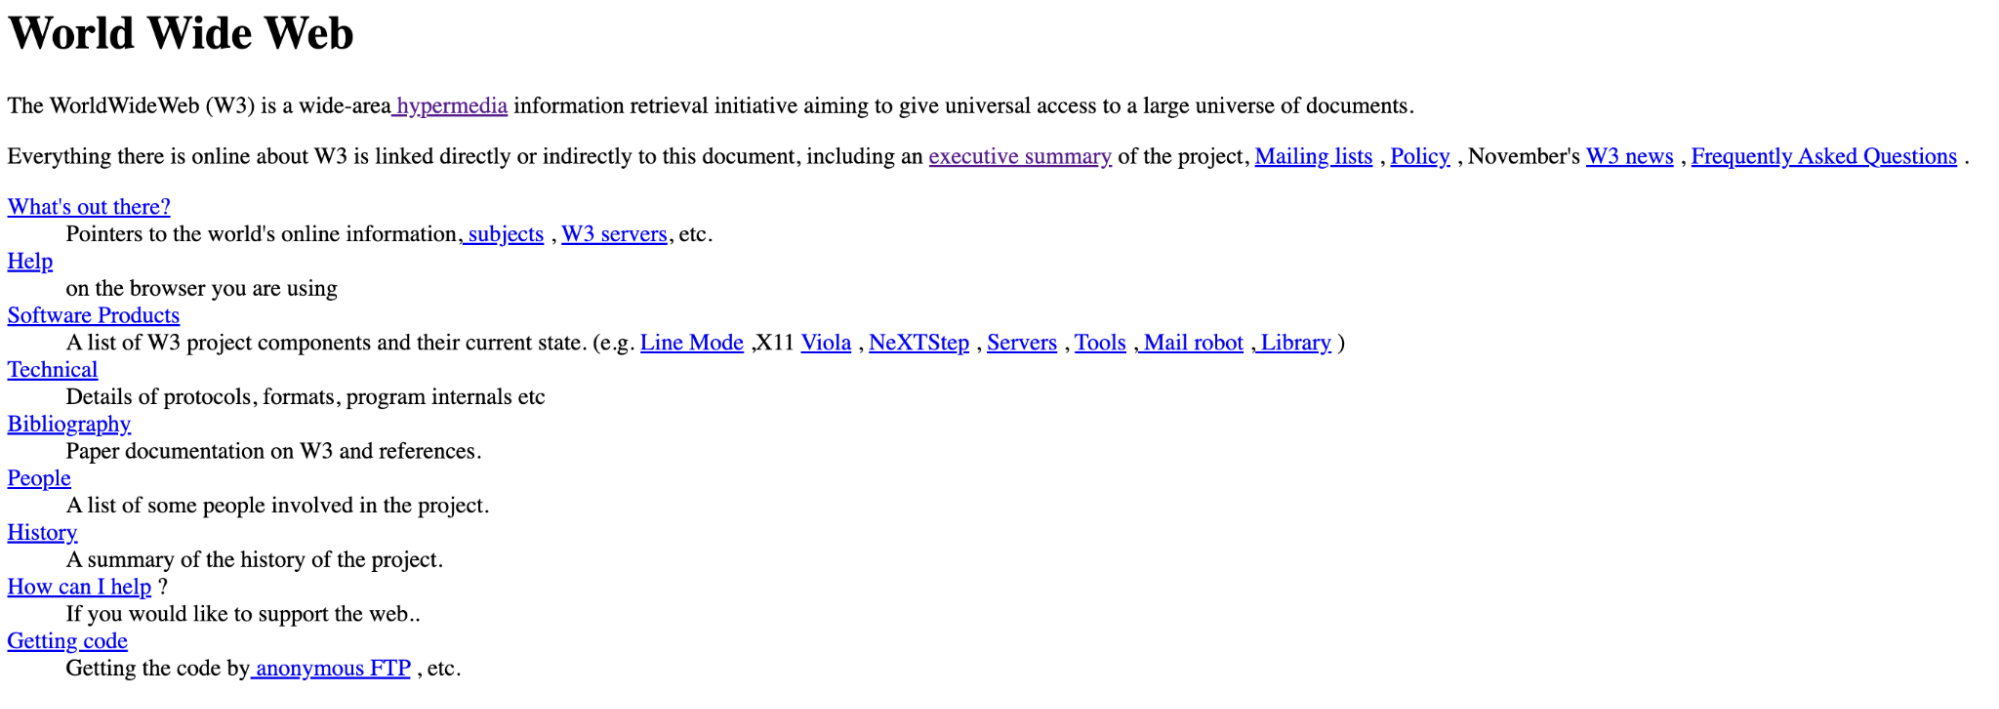 World Wide Web
The WorldWideWeb (W3) is a wide-area hypermedia information retrieval initiative aiming to give universal access to a large universe of documents.
Everything there is online about W3 is linked directly or indirectly to this document, including an executive summary of the project, Mailing lists , Policy , November's W3 news , Frequently Asked Questions .
What's out there?
Pointers to the world's online information, subjects , W3 servers, etc.
Help
on the browser you are using
Software Products
A list of W3 project components and their current state. (e.g. Line Mode ,X11 Viola , NeXTStep , Servers , Tools , Mail robot , Library )
Technical
Details of protocols, formats, program internals etc
Bibliography
Paper documentation on W3 and references.
People
A list of some people involved in the project.
History
A summary of the history of the project.
How can I help ?
If you would like to support the web..
Getting code
Getting the code by anonymous FTP , etc.